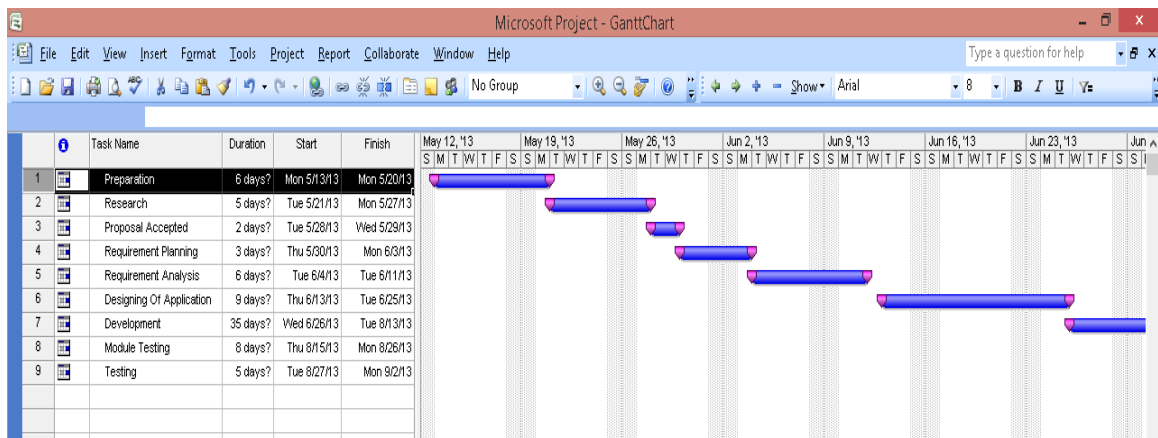 Microsoft Project - GanttChart
File Edit View Insert Format Tools Project Report Collaborate Window Help Type a question for help
No Group Show Arial 8 B I U
Task Name Duration Start Finish May 12, '13 May 19, '13 May 26, '13 Jun 2, '13 Jun 9, '13 Jun 16, '13 Jun 23, '13 Jun
S M T W T F S S M T W T F S S M T W T F S S M T W T F S S M T W T F S S M T W T F S S M T W T F S S
1 Preparation 6 days? Mon 5/13/13 Mon 5/20/13
2 Research 5 days? Tue 5/21/13 Mon 5/27/13
3 Proposal Accepted 2 days? Tue 5/28/13 Wed 5/29/13
4 Requirement Planning 3 days? Thu 5/30/13 Mon 6/3/13
5 Requirement Analysis 6 days? Tue 6/4/13 Tue 6/11/13
6 Designing Of Application 9 days? Thu 6/13/13 Tue 6/25/13
7 Development 35 days? Wed 6/26/13 Tue 8/13/13
8 Module Testing 8 days? Thu 8/15/13 Mon 8/26/13
9 Testing 5 days? Tue 8/27/13 Mon 9/2/13